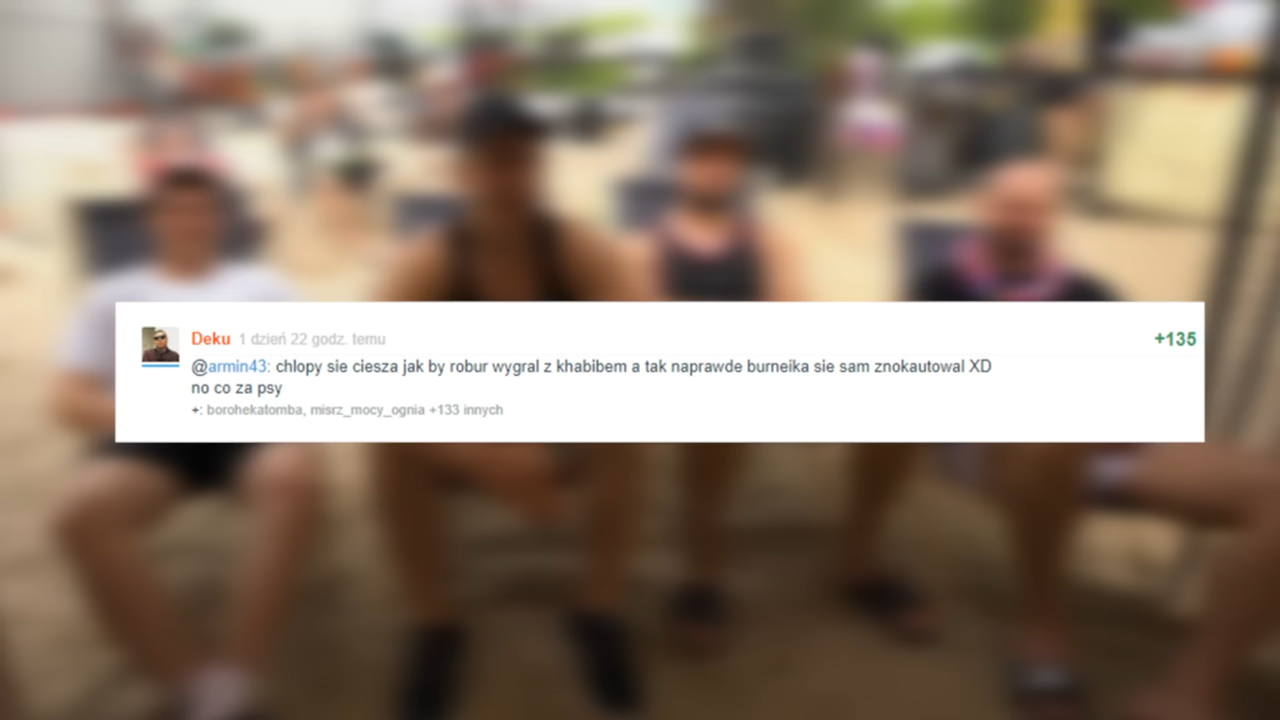 Deku 1 dzień 22 godz. temu +135
@armin43: chlopy sie ciesza jak by robur wygral z khabibem a tak naprawde burneika sie sam znokautowal XD
no co za psy
+: borohekatomba, misrz_mocy_ognia +133 innych